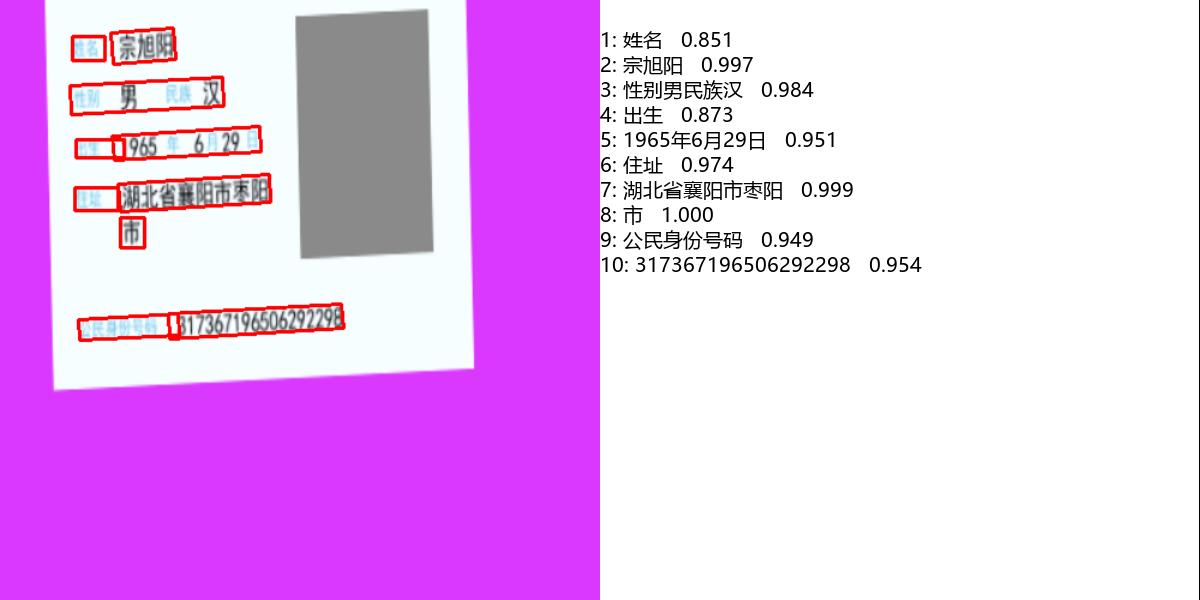 姓名 宗旭阳
性别 男 民族 汉
出生 1965 年 6 月 29 日
住址 湖北省襄阳市枣阳
市
公民身份号码 317367196506292298
1: 姓名 0.851
2: 宗旭阳 0.997
3: 性别男民族汉 0.984
4: 出生 0.873
5: 1965年6月29日 0.951
6: 住址 0.974
7: 湖北省襄阳市枣阳 0.999
8: 市 1.000
9: 公民身份号码 0.949
10: 317367196506292298 0.954